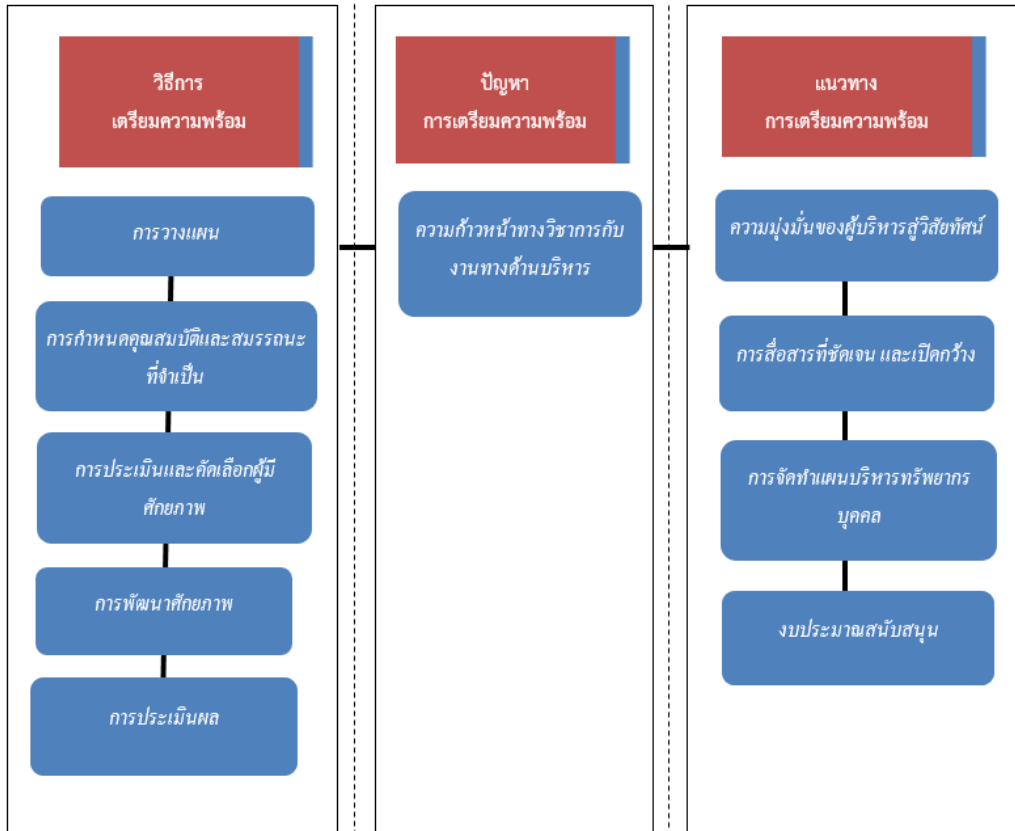 วิธีการ
เตรียมความพร้อม
การวางแผน
การกำหนดคุณสมบัติและสมรรถนะ
ที่จำเป็น
การประเมินและคัดเลือกผู้มี
ศักยภาพ
การพัฒนาศักยภาพ
การประเมินผล
ปัญหา
การเตรียมความพร้อม
ความก้าวหน้าทางวิชาการกับ
งานทางด้านบริหาร
แนวทาง
การเตรียมความพร้อม
ความมุ่งมั่นของผู้บริหารสู่วิสัยทัศน์
การสื่อสารที่ชัดเจน และเปิดกว้าง
การจัดทำแผนบริหารทรัพยากร
บุคคล
งบประมาณสนับสนุน